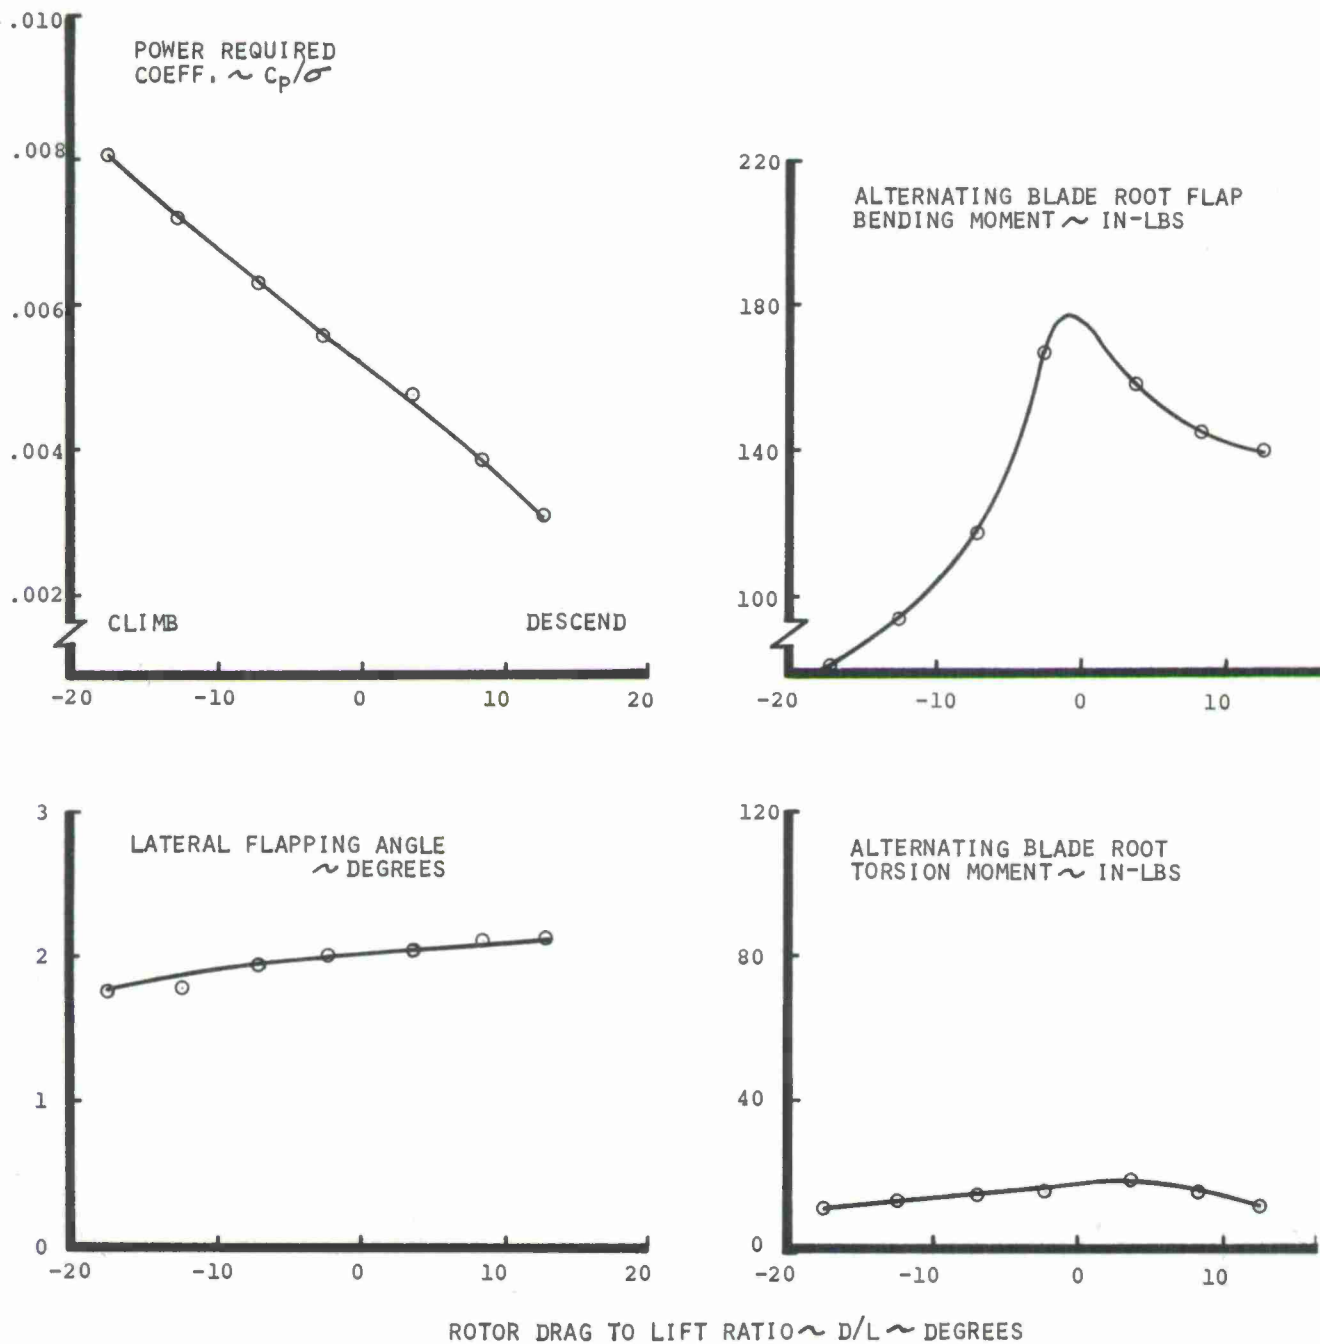 .010
POWER REQUIRED
COEFF. ~ Cp/σ
.008
.006
.004
.002
CLIMB DESCEND
-20 -10 0 10 20
220
ALTERNATING BLADE ROOT FLAP
BENDING MOMENT ~ IN-LBS
180
140
100
-20 -10 0 10
3
LATERAL FLAPPING ANGLE
~ DEGREES
2
1
0
-20 -10 0 10 20
120
ALTERNATING BLADE ROOT
TORSION MOMENT ~ IN-LBS
80
40
0
-20 -10 0 10
ROTOR DRAG TO LIFT RATIO ~ D/L ~ DEGREES